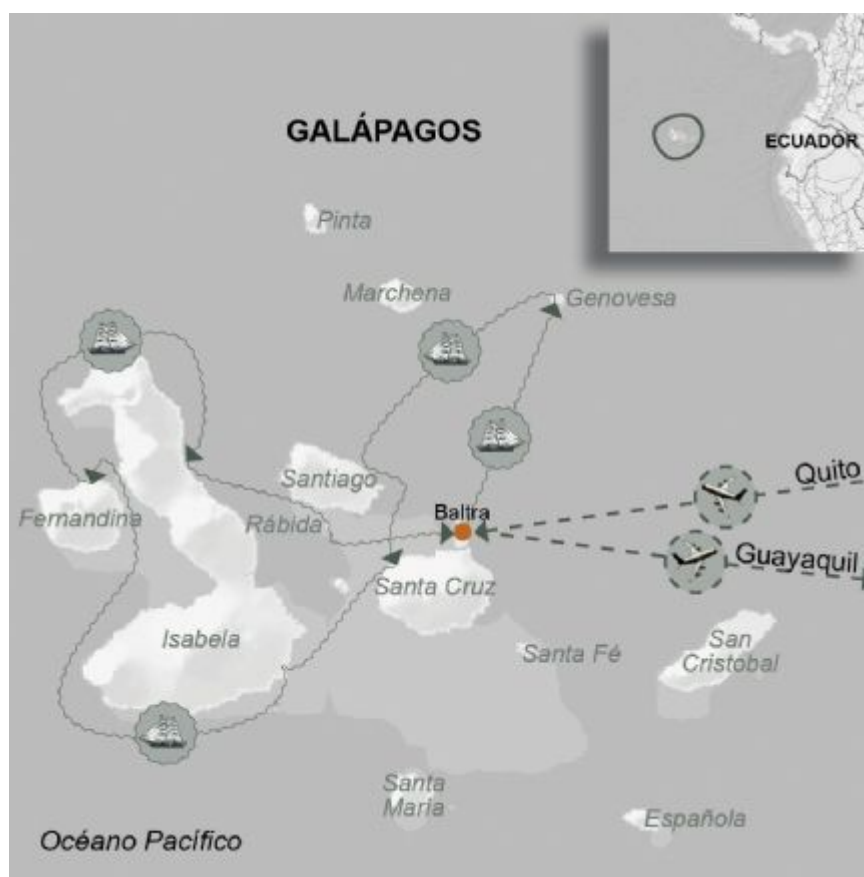 GALÁPAGOS
ECUADOR
Pinta
Marchena
Genovesa
Santiago
Quito
Fernandina
Rábida
Baltra
Guayaquil
Santa Cruz
Isabela
Santa Fé
San
Cristobal
Santa
Maria
Española
Océano Pacífico